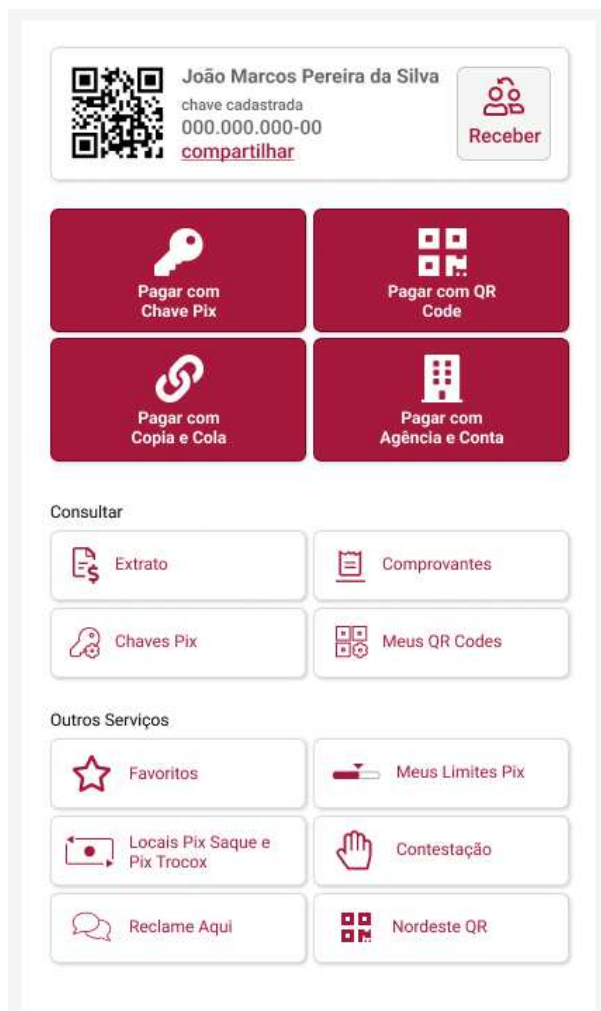 João Marcos Pereira da Silva
chave cadastrada
000.000.000-00
compartilhar
Receber
Pagar com
Chave Pix
Pagar com QR
Code
Pagar com
Copia e Cola
Pagar com
Agência e Conta
Consultar
Extrato
Comprovantes
Chaves Pix
Meus QR Codes
Outros Serviços
Favoritos
Meus Limites Pix
Locais Pix Saque e
Pix Trocox
Contestação
Reclame Aqui
Nordeste QR